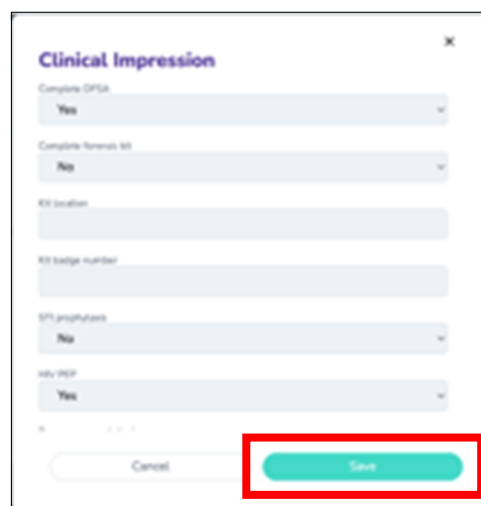 ×
Clinical Impression
Complete DFSA
Yes
Complete forensic kit
No
Kit location
Kit badge number
STI prophylaxis
No
HIV PEP
Yes
Cancel
Save